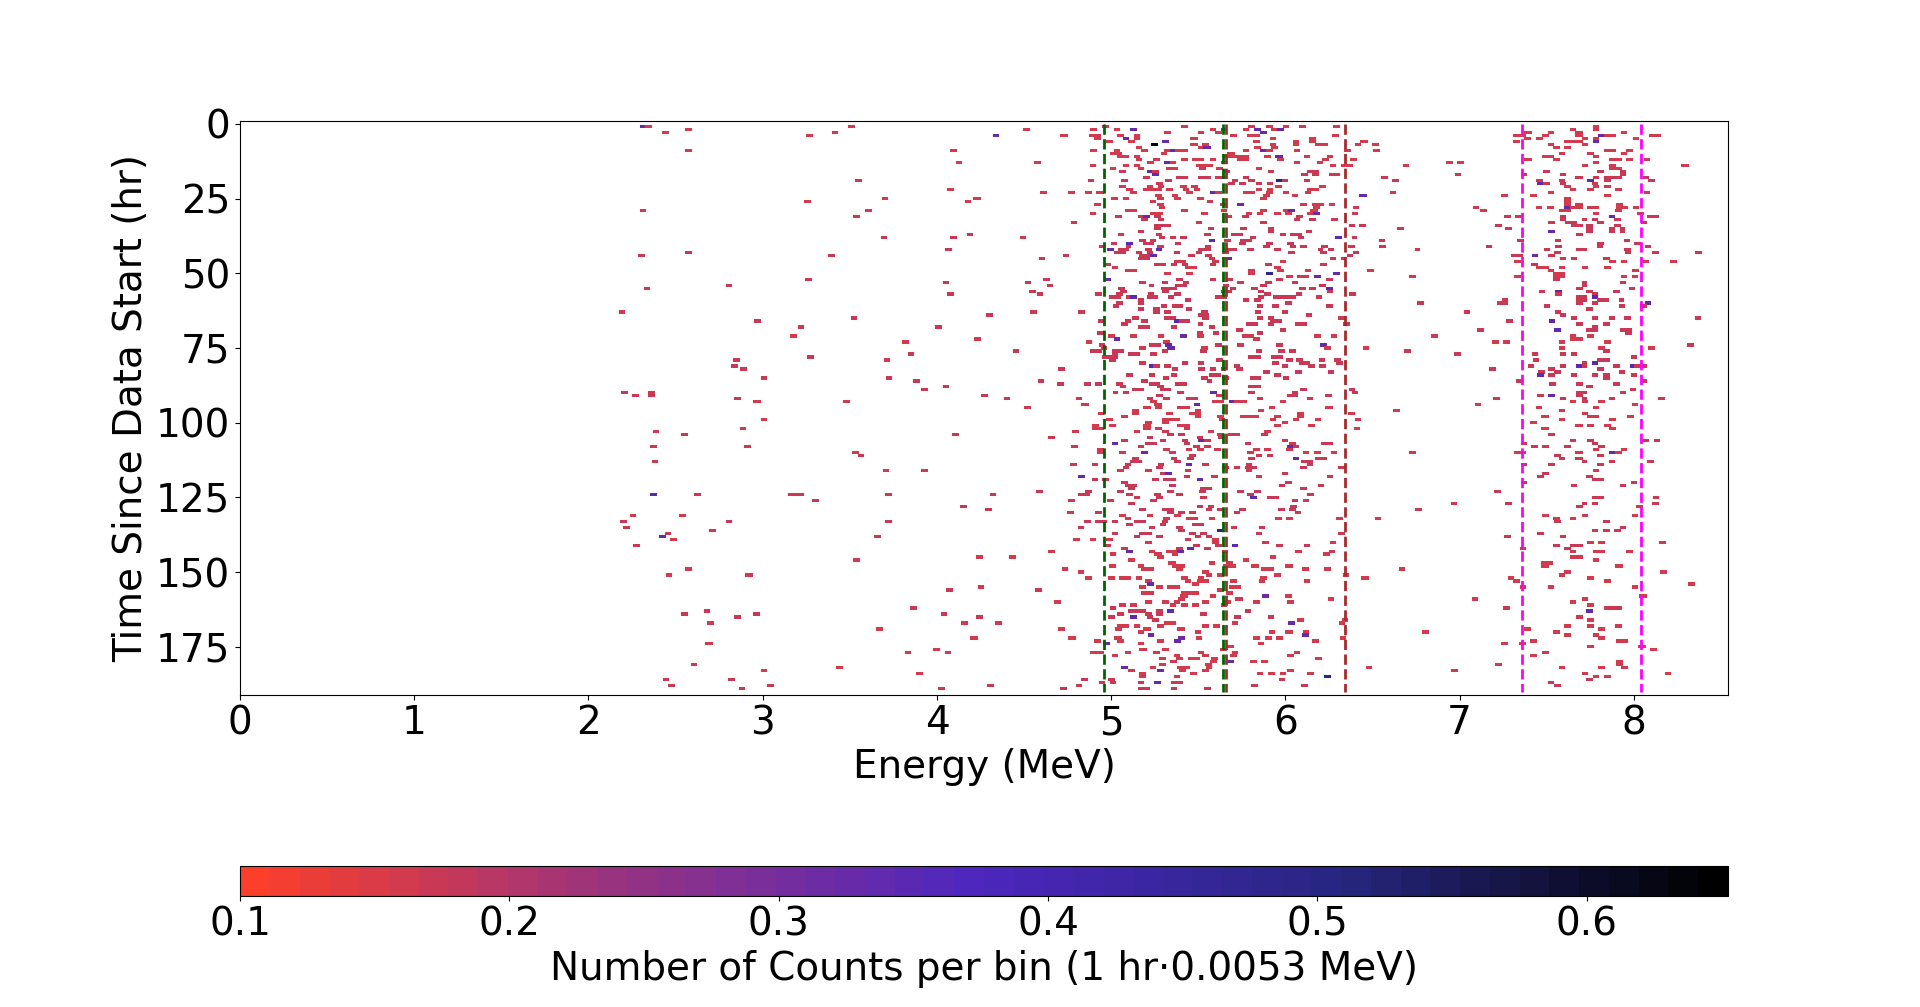 0
25
50
75
100
125
150
175
Time Since Data Start (hr)
0 1 2 3 4 5 6 7 8
Energy (MeV)
0.1 0.2 0.3 0.4 0.5 0.6
Number of Counts per bin (1 hr·0.0053 MeV)